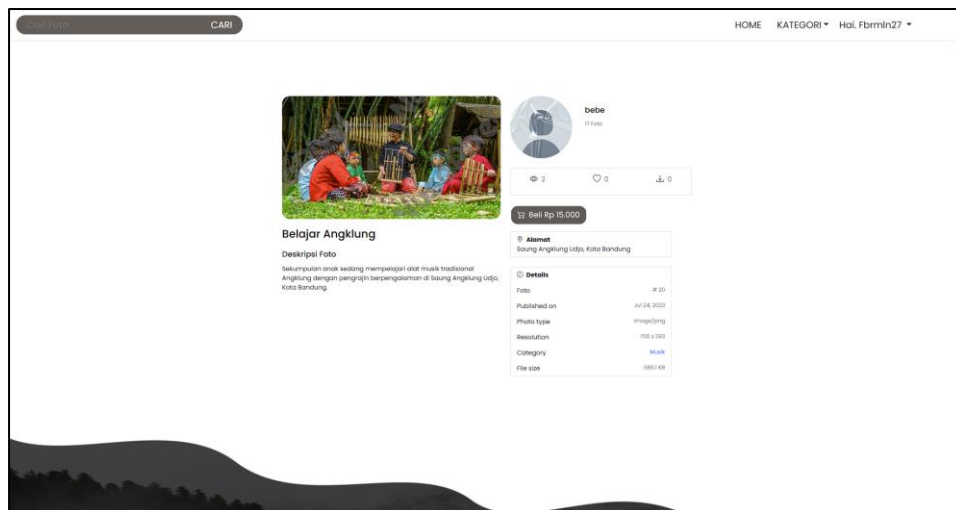 Cari Foto
CARI
HOME
KATEGORI
Hai, Fbrmln27
bebe
17 Foto
2
0
0
Beli Rp 15.000
Belajar Angklung
Deskripsi Foto
Sekumpulan anak sedang mempelajari alat musik tradisional
Angklung dengan pengrajin berpengalaman di Saung Angklung Udjo,
Kota Bandung.
Alamat
Saung Angklung Udjo, Kota Bandung
Details
Foto # 20
Published on Jul 24, 2023
Photo type image/png
Resolution 700 x 393
Category Musik
File size KB